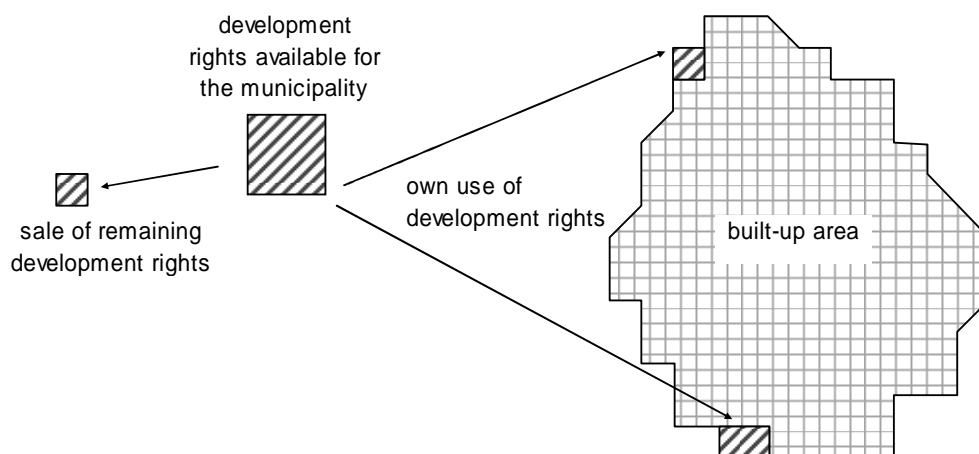 development
rights available for
the municipality
own use of
development rights
sale of remaining
development rights
built-up area